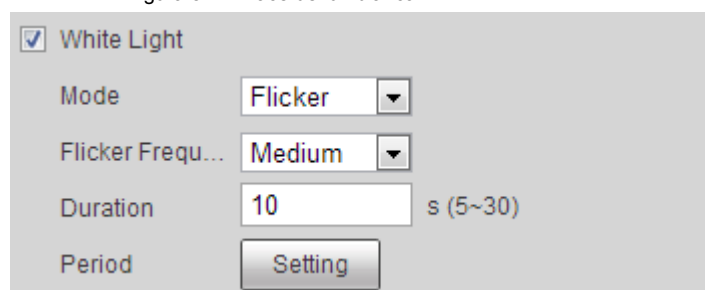 White Light
Mode Flicker
Flicker Frequ... Medium
Duration 10 s (5~30)
Period Setting